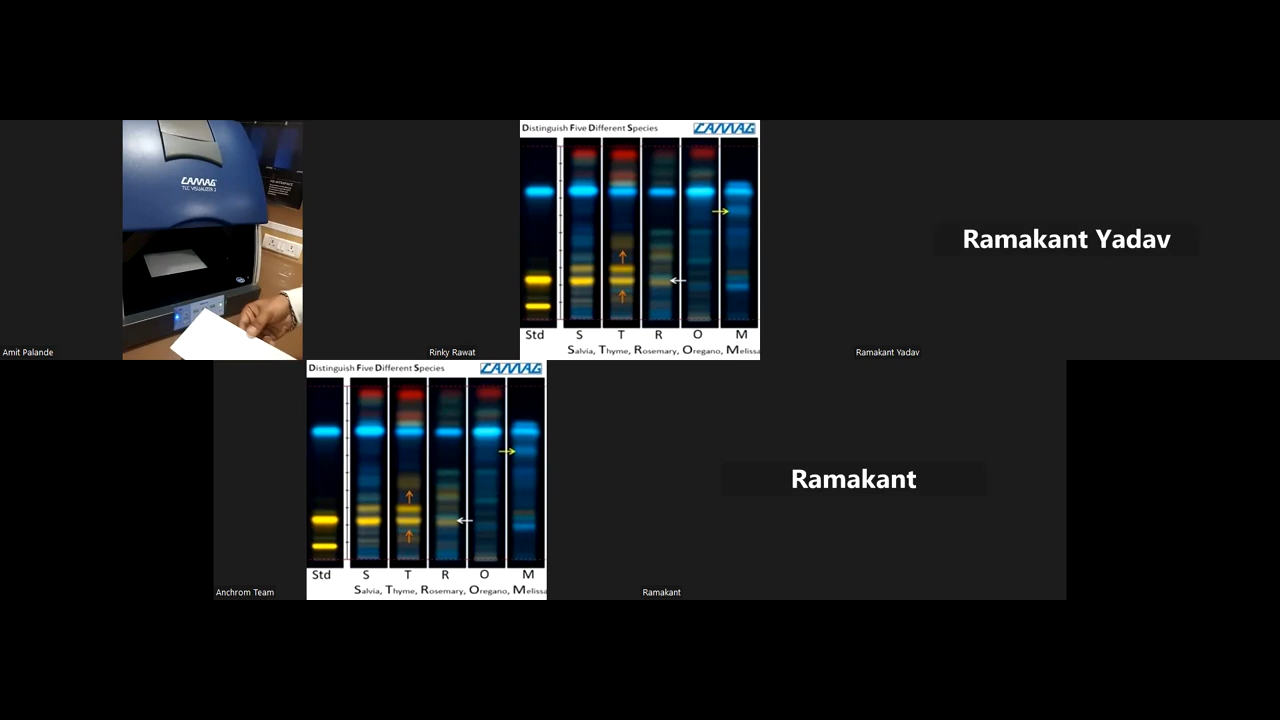 CAMAG
TLC VISUALIZER 2
Amit Palande
Rinky Rawat
Distinguish Five Different Species
CAMAG
Std S T R O M
Salvia, Thyme, Rosemary, Oregano, Melissa
Ramakant Yadav
Ramakant Yadav
Distinguish Five Different Species
CAMAG
Std S T R O M
Salvia, Thyme, Rosemary, Oregano, Melissa
Anchrom Team
Ramakant
Ramakant